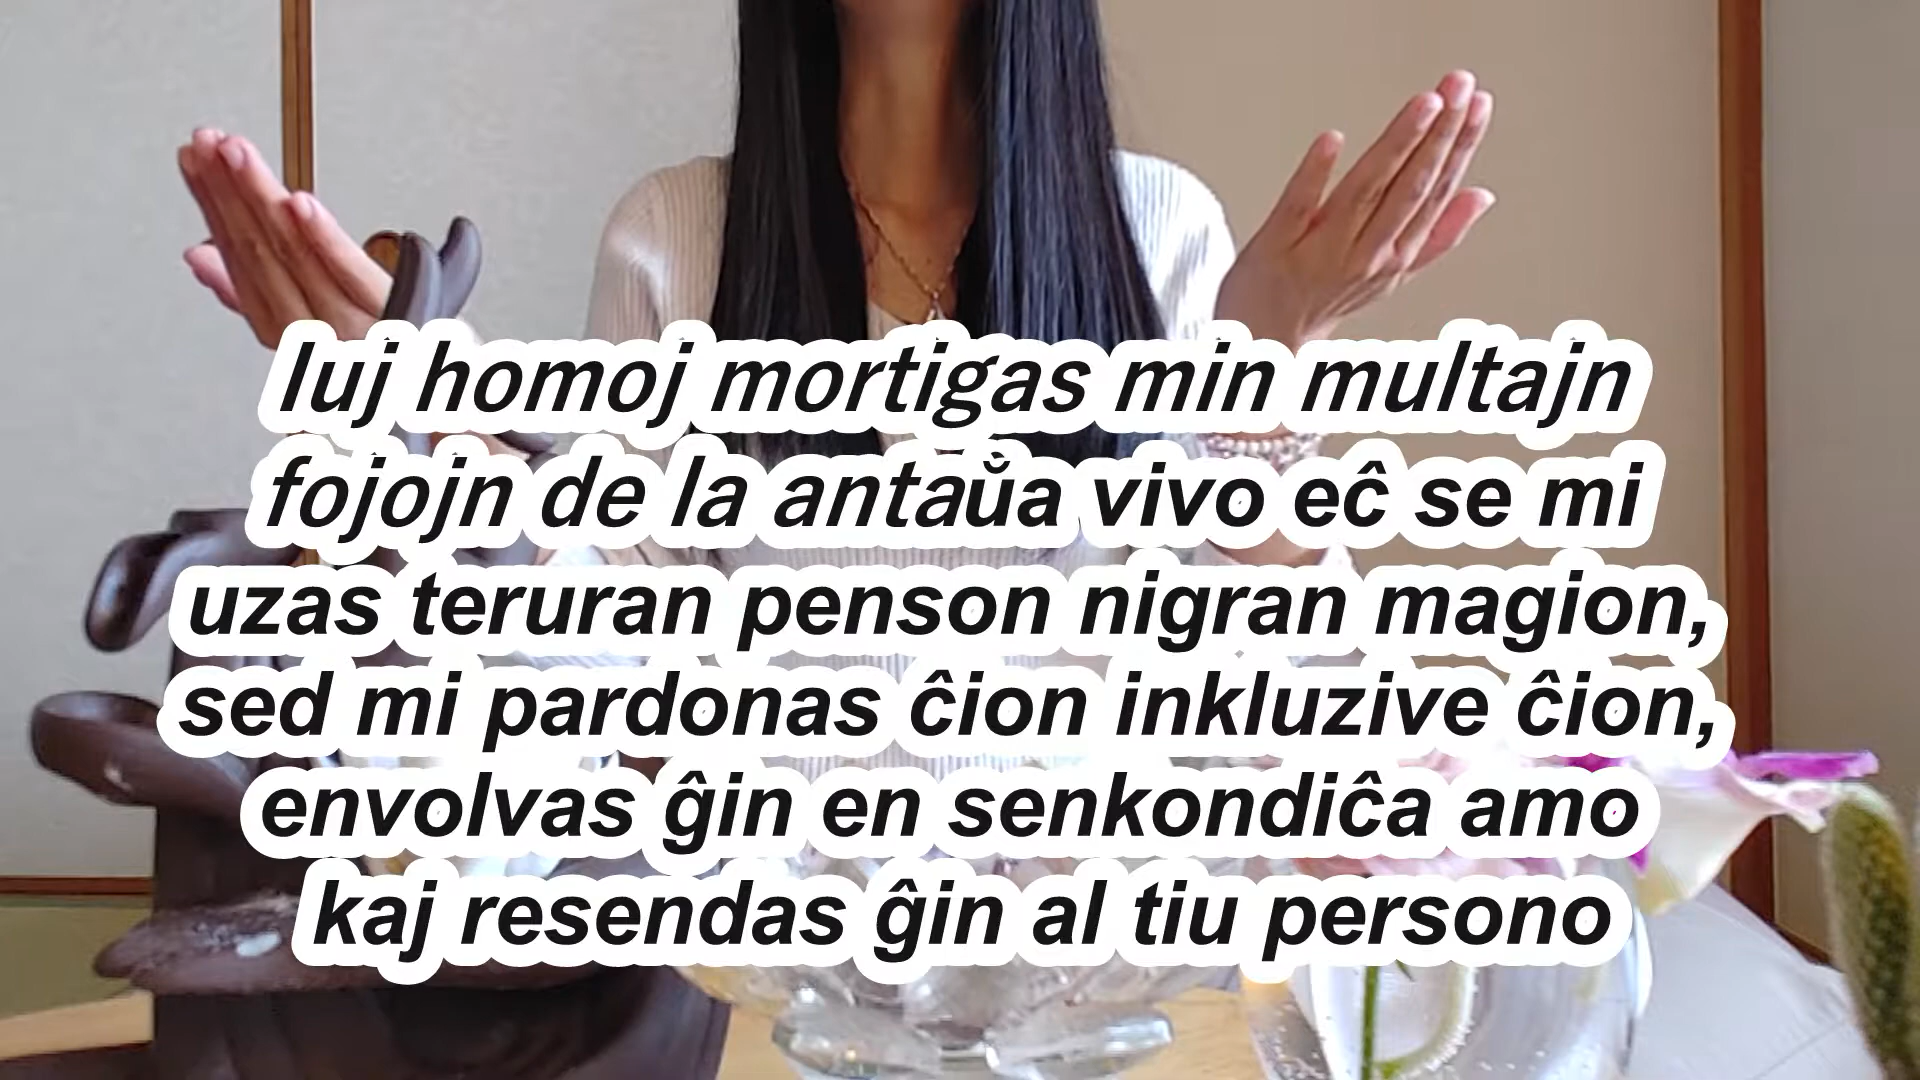 Iuj homoj mortigas min multajn
fojojn de la antaŭa vivo eĉ se mi
uzas teruran penson nigran magion,
sed mi pardonas ĉion inkluzive ĉion,
envolvas ĝin en senkondiĉa amo
kaj resendas ĝin al tiu persono